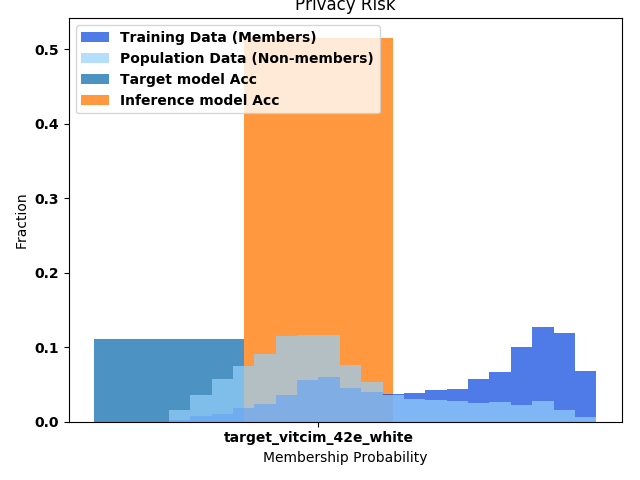 Privacy Risk
Training Data (Members)
Population Data (Non-members)
Target model Acc
Inference model Acc
Fraction
0.5
0.4
0.3
0.2
0.1
0.0
target_vitcim_42e_white
Membership Probability